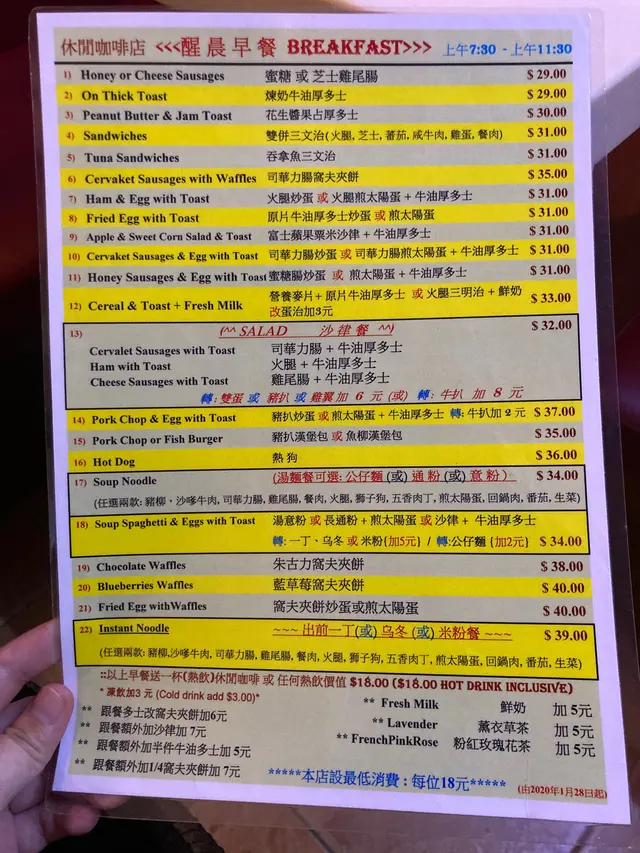 休閒咖啡店 <<<醒晨早餐 BREAKFAST>>> 上午7:30 - 上午11:30
1) Honey or Cheese Sausages 蜜糖 或 芝士雞尾腸 $ 29.00
2) On Thick Toast 煉奶牛油厚多士 $ 29.00
3) Peanut Butter & Jam Toast 花生醬果占厚多士 $ 30.00
4) Sandwiches 雙併三文治(火腿, 芝士, 蕃茄, 咸牛肉, 雞蛋, 餐肉) $ 31.00
5) Tuna Sandwiches 吞拿魚三文治 $ 31.00
6) Cervaket Sausages with Waffles 司華力腸窩夫夾餅 $ 35.00
7) Ham & Egg with Toast 火腿炒蛋 或 火腿煎太陽蛋 + 牛油厚多士 $ 31.00
8) Fried Egg with Toast 原片牛油厚多士炒蛋 或 煎太陽蛋 $ 31.00
9) Apple & Sweet Corn Salad & Toast 富士蘋果粟米沙律 + 牛油厚多士 $ 31.00
10) Cervaket Sausages & Egg with Toast 司華力腸炒蛋 或 司華力腸煎太陽蛋 + 牛油厚多士 $ 31.00
11) Honey Sausages & Egg with Toast 蜜糖腸炒蛋 或 煎太陽蛋 + 牛油厚多士 $ 31.00
12) Cereal & Toast + Fresh Milk 營養麥片+ 原片牛油厚多士 或 火腿三明治 + 鮮奶 $ 33.00
改蛋治加3元
13) (^^ SALAD 沙律餐 ^^) $ 32.00
Cervalet Sausages with Toast 司華力腸 + 牛油厚多士
Ham with Toast 火腿 + 牛油厚多士
Cheese Sausages with Toast 雞尾腸 + 牛油厚多士
轉: 雙蛋 或 豬扒 或 雞翼加 6 元 (或) 轉: 牛扒 加 8 元
14) Pork Chop & Egg with Toast 豬扒炒蛋 或 煎太陽蛋 + 牛油厚多士 轉: 牛扒加 2 元 $ 37.00
15) Pork Chop or Fish Burger 豬扒漢堡包 或 魚柳漢堡包 $ 35.00
16) Hot Dog 熱 狗 $ 36.00
17) Soup Noodle (湯麵餐可選: 公仔麵 (或) 通 粉 (或) 意 粉 ) $ 34.00
(任選兩款: 豬柳, 沙嗲牛肉, 司華力腸, 雞尾腸, 餐肉, 火腿, 獅子狗, 五香肉丁, 煎太陽蛋, 回鍋肉, 番茄, 生菜)
18) Soup Spaghetti & Eggs with Toast 湯意粉 或 長通粉 + 煎太陽蛋 或 沙律 + 牛油厚多士
轉: 一丁、烏冬 或 米粉{加5元} / 轉:公仔麵 {加2元} $ 34.00
19) Chocolate Waffles 朱古力窩夫夾餅 $ 38.00
20) Blueberries Waffles 藍草莓窩夫夾餅 $ 40.00
21) Fried Egg withWaffles 窩夫夾餅炒蛋或煎太陽蛋 $ 40.00
22) Instant Noodle ~~~ 出前一丁(或) 烏冬 (或) 米粉餐 ~~~ $ 39.00
(任選兩款: 豬柳,沙嗲牛肉, 司華力腸, 雞尾腸, 餐肉, 火腿, 獅子狗, 五香肉丁, 煎太陽蛋, 回鍋肉, 番茄, 生菜)
::以上早餐送一杯(熱飲)休閒咖啡 或 任何熱飲價值 $18.00 ($18.00 HOT DRINK INCLUSIVE)
* 凍飲加3 元 (Cold drink add $3.00)*
** 跟餐多士改窩夫夾餅加6元
** 跟餐額外加沙律加 7元
** 跟餐額外加半件牛油多士加 5元
** 跟餐額外加1/4窩夫夾餅加 7元
** Fresh Milk 鮮奶 加 5元
** Lavender 薰衣草茶 加 5元
** FrenchPinkRose 粉紅玫瑰花茶 加 5元
*****本店設最低消費 : 每位18元*****
(由2020年1月28日起)